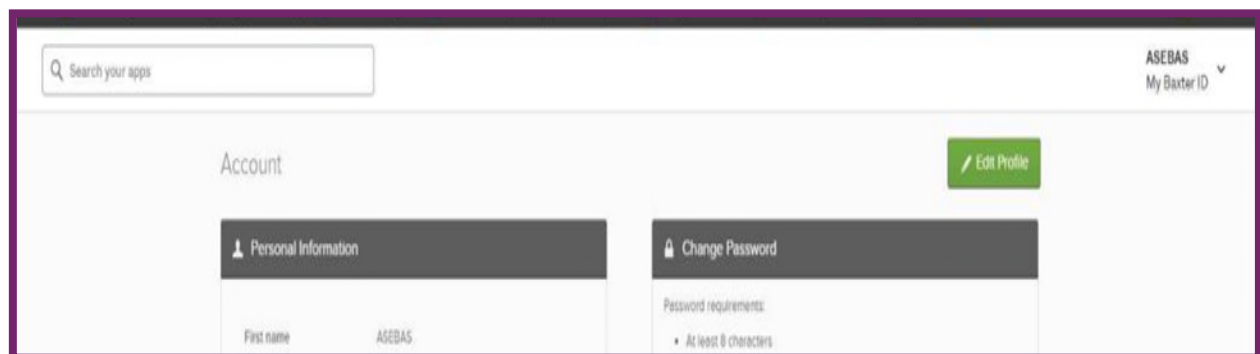 Search your apps
ASEBAS
My Baxter ID
Account
Edit Profile
Personal Information
First name ASEBAS
Change Password
Password requirements:
• At least 8 characters